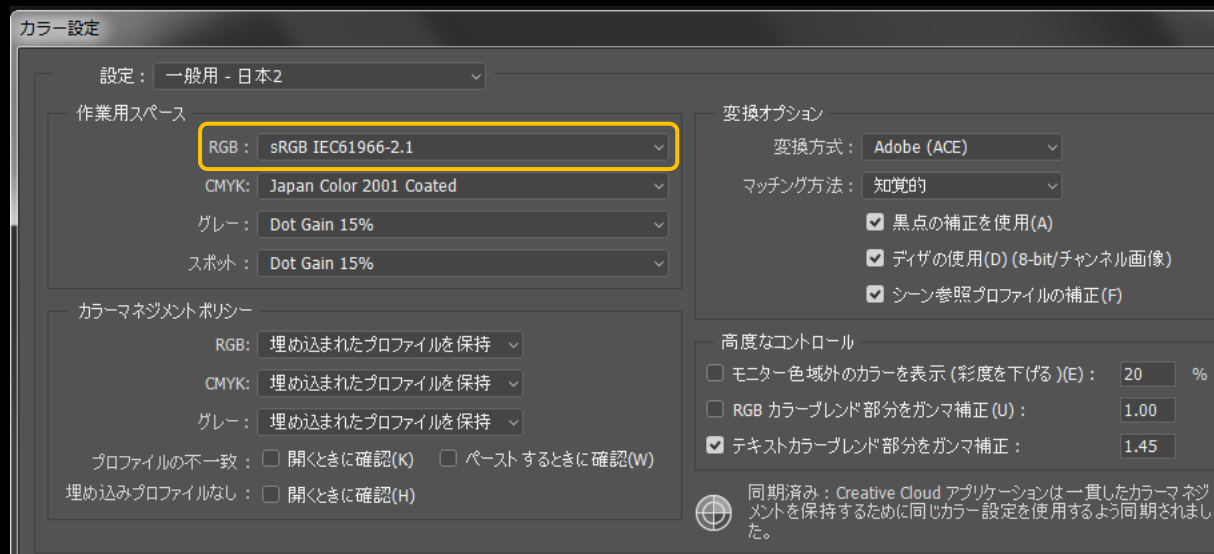 カラー設定
設定： 一般用 - 日本2
作業用スペース
RGB： sRGB IEC61966-2.1
CMYK: Japan Color 2001 Coated
グレー： Dot Gain 15%
スポット： Dot Gain 15%
カラーマネジメントポリシー
RGB: 埋め込まれたプロファイルを保持
CMYK: 埋め込まれたプロファイルを保持
グレー： 埋め込まれたプロファイルを保持
プロファイルの不一致： 開くときに確認(K) ペーストするときに確認(W)
埋め込みプロファイルなし： 開くときに確認(H)
変換オプション
変換方式： Adobe (ACE)
マッチング方法： 知覚的
黒点の補正を使用(A)
ディザの使用(D) (8-bit/チャンネル画像)
シーン参照プロファイルの補正(F)
高度なコントロール
モニター色域外のカラーを表示 (彩度を下げる)(E)： 20 %
RGB カラーブレンド部分をガンマ補正(U)： 1.00
テキストカラーブレンド部分をガンマ補正： 1.45
同期済み：Creative Cloud アプリケーションは一貫したカラーマネジ
メントを保持するために同じカラー設定を使用するよう同期されまし
た。